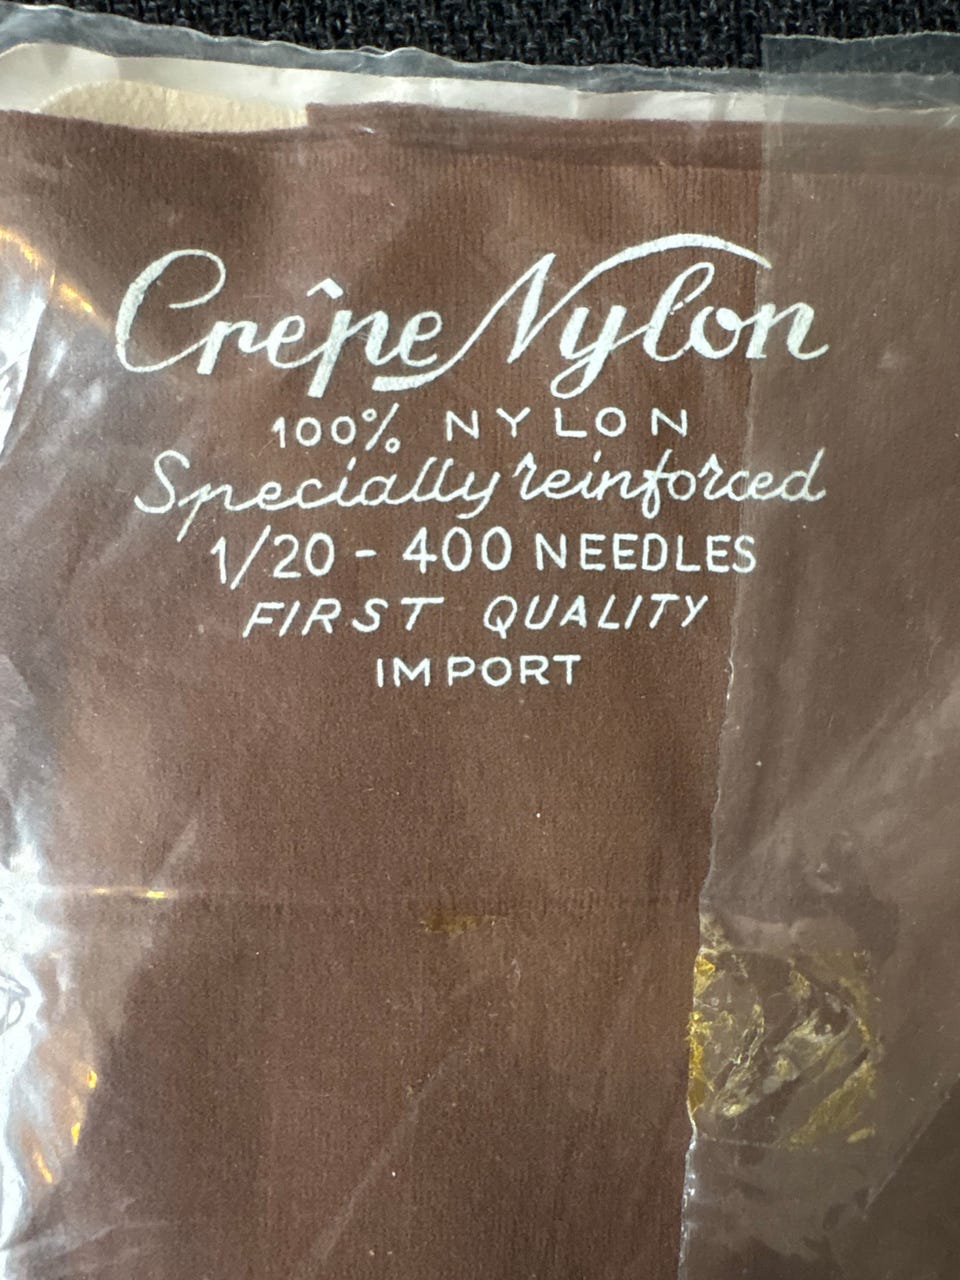 Crêpe Nylon
100% NYLON
Specially reinforced
1/20 - 400 NEEDLES
FIRST QUALITY
IMPORT